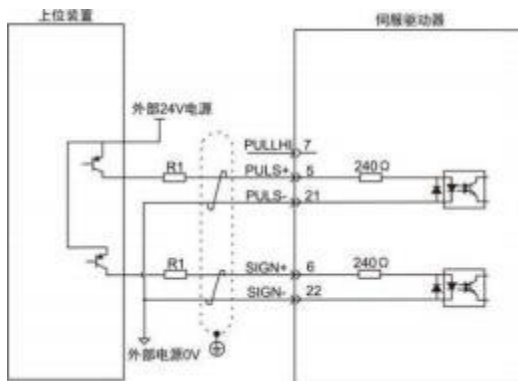 上位装置
伺服驱动器
外部24V电源
PULLHI 7
R1 PULS+ 5 240Ω
PULS- 21
R1 SIGN+ 6 240Ω
SIGN- 22
外部电源0V